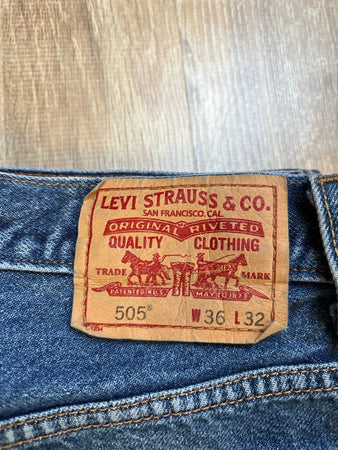 LEVI STRAUSS & CO.
SAN FRANCISCO, CAL.
ORIGINAL RIVETED
QUALITY CLOTHING
TRADE MARK
PATENTED IN U.S. MAY 20 1873
505® W 36 L 32